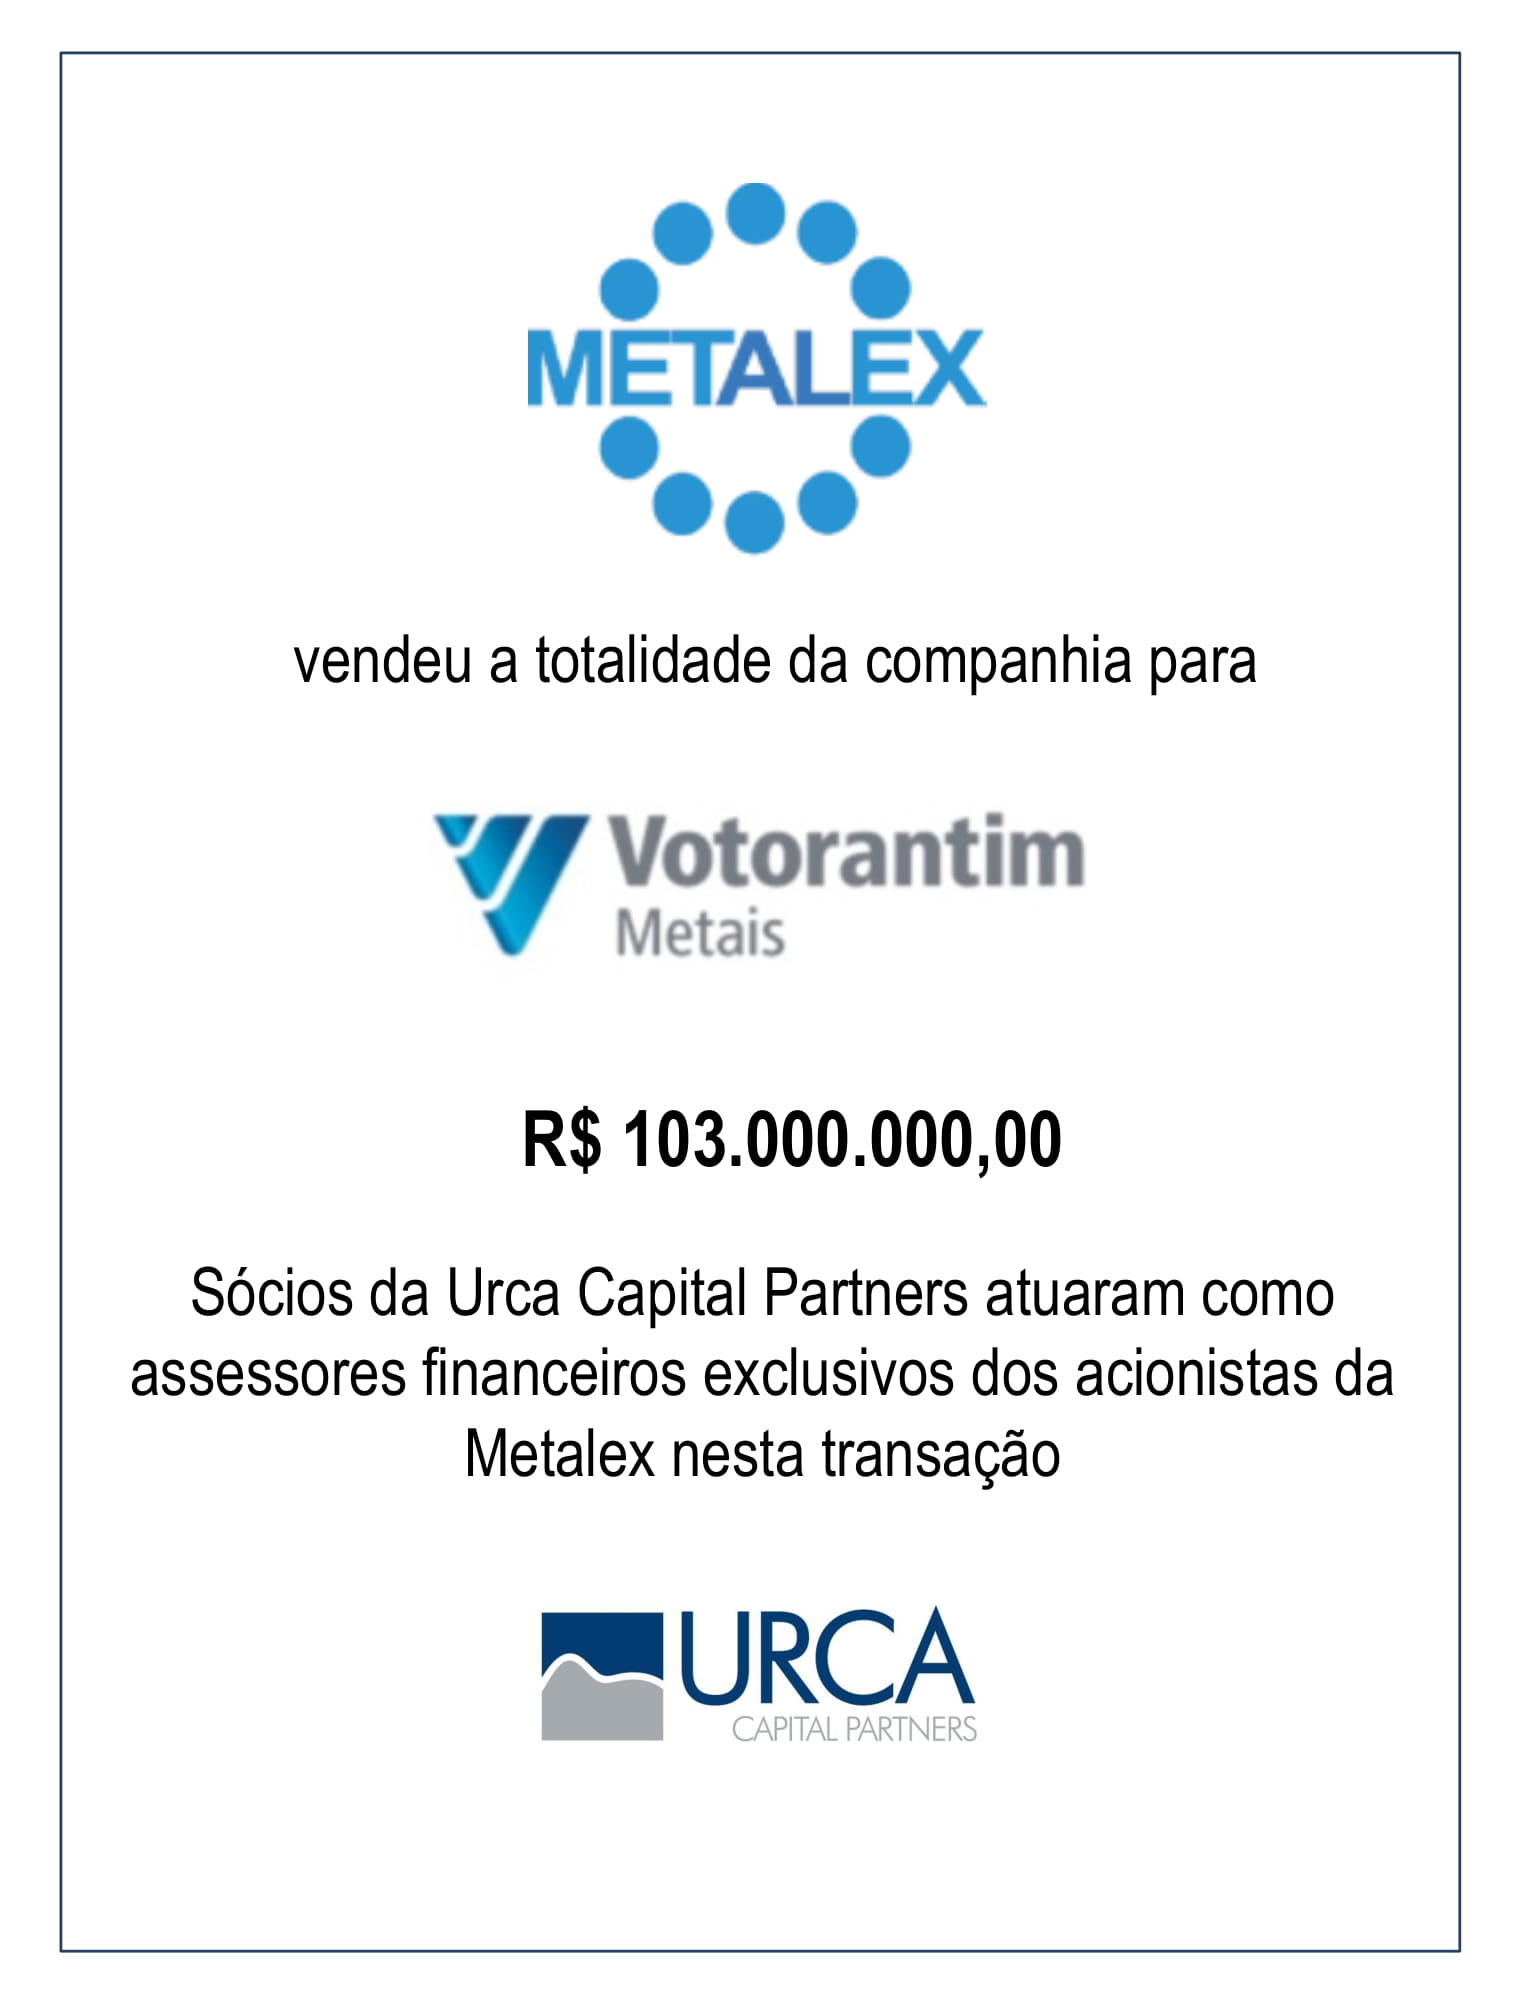 METALEX
vendeu a totalidade da companhia para
Votorantim
Metais
R$ 103.000.000,00
Sócios da Urca Capital Partners atuaram como
assessores financeiros exclusivos dos acionistas da
Metalex nesta transação
URCA
CAPITAL PARTNERS